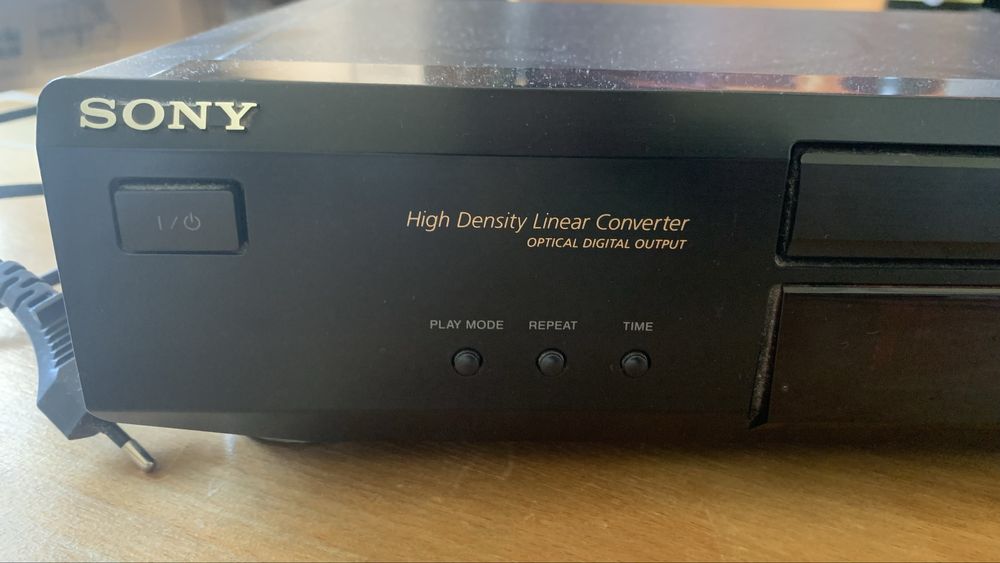 SONY
I/⏻
High Density Linear Converter
OPTICAL DIGITAL OUTPUT
PLAY MODE REPEAT TIME